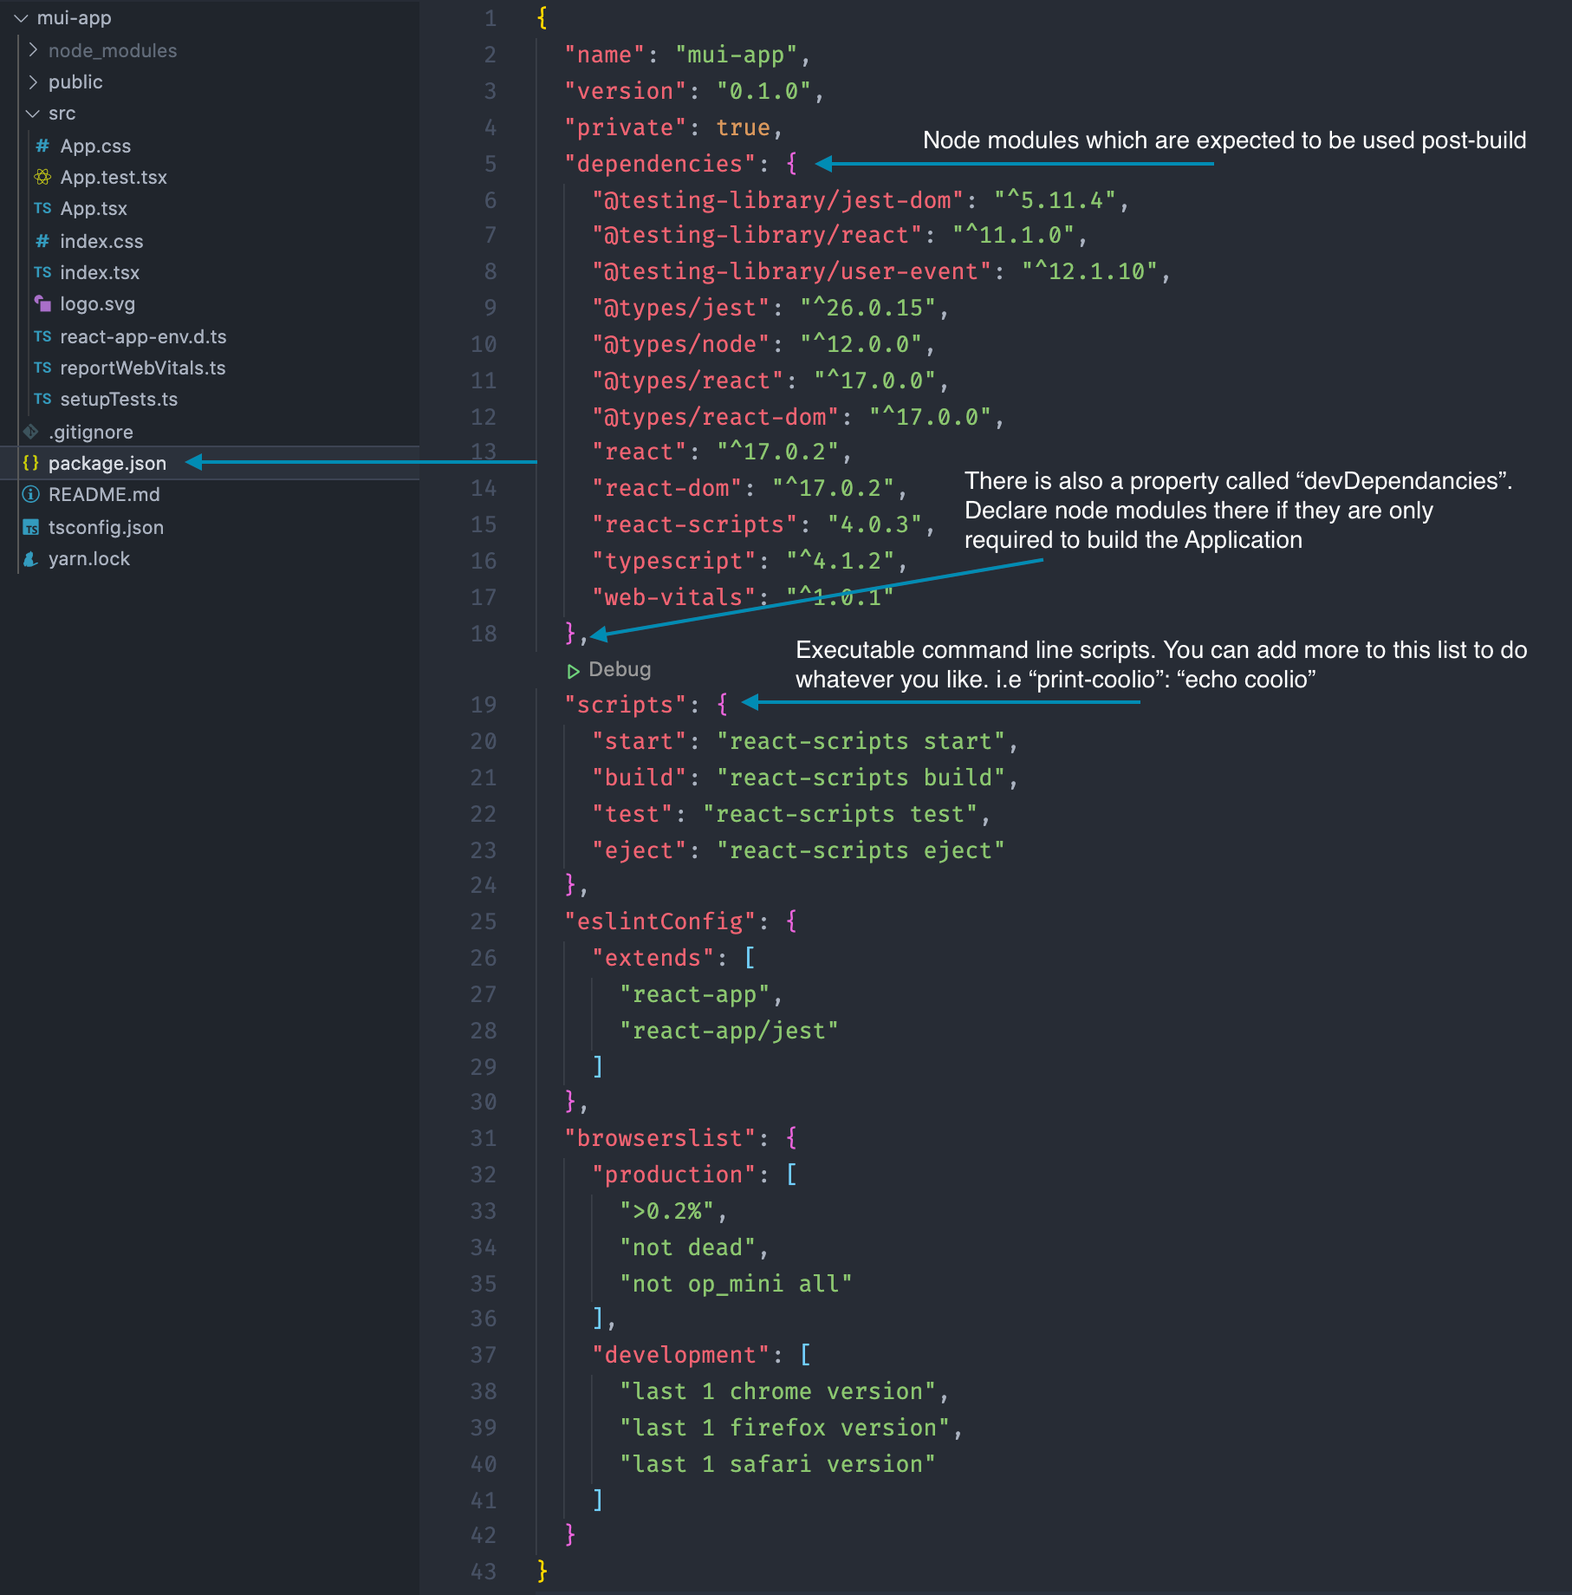 mui-app
node_modules
public
src
# App.css
App.test.tsx
TS App.tsx
# index.css
TS index.tsx
logo.svg
TS react-app-env.d.ts
TS reportWebVitals.ts
TS setupTests.ts
.gitignore
{} package.json
README.md
TS tsconfig.json
yarn.lock
1 {
2 "name": "mui-app",
3 "version": "0.1.0",
4 "private": true,
Node modules which are expected to be used post-build
5 "dependencies": {
6 "@testing-library/jest-dom": "^5.11.4",
7 "@testing-library/react": "^11.1.0",
8 "@testing-library/user-event": "^12.1.10",
9 "@types/jest": "^26.0.15",
10 "@types/node": "^12.0.0",
11 "@types/react": "^17.0.0",
12 "@types/react-dom": "^17.0.0",
13 "react": "^17.0.2",
14 "react-dom": "^17.0.2",
15 "react-scripts": "4.0.3",
16 "typescript": "^4.1.2",
17 "web-vitals": "^1.0.1"
18 },
There is also a property called “devDependancies”.
Declare node modules there if they are only
required to build the Application
Debug
Executable command line scripts. You can add more to this list to do
whatever you like. i.e “print-coolio”: “echo coolio”
19 "scripts": {
20 "start": "react-scripts start",
21 "build": "react-scripts build",
22 "test": "react-scripts test",
23 "eject": "react-scripts eject"
24 },
25 "eslintConfig": {
26 "extends": [
27 "react-app",
28 "react-app/jest"
29 ]
30 },
31 "browserslist": {
32 "production": [
33 ">0.2%",
34 "not dead",
35 "not op_mini all"
36 ],
37 "development": [
38 "last 1 chrome version",
39 "last 1 firefox version",
40 "last 1 safari version"
41 ]
42 }
43 }